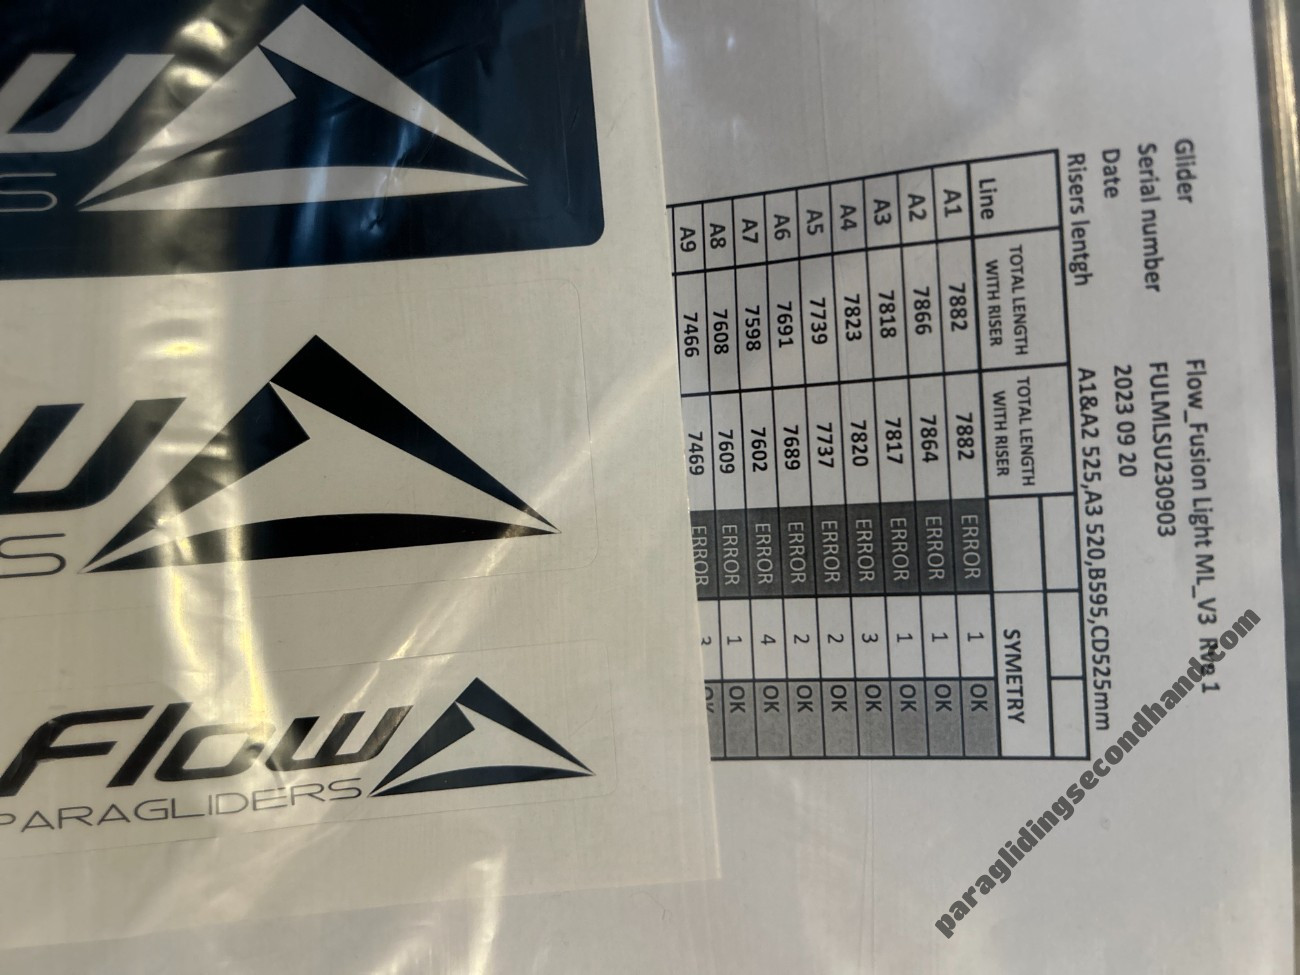 Glider Flow_Fusion Light ML_V3
Serial number FULMLSU230903
Date 2023 09 20
Risers lentgh A1&A2 525,A3 520,B595,CD525mm
Line TOTAL LENGTH WITH RISER TOTAL LENGTH WITH RISER SYMETRY
A1 7882 7882 ERROR 1 OK
A2 7866 7864 ERROR 1 OK
A3 7818 7817 ERROR 1 OK
A4 7823 7820 ERROR 3 OK
A5 7739 7737 ERROR 2 OK
A6 7691 7689 ERROR 2 OK
A7 7598 7602 ERROR 4 OK
A8 7608 7609 ERROR 1 OK
A9 7466 7469 ERROR 3 OK
Flow
PARAGLIDERS
paraglidingsecondhand.com